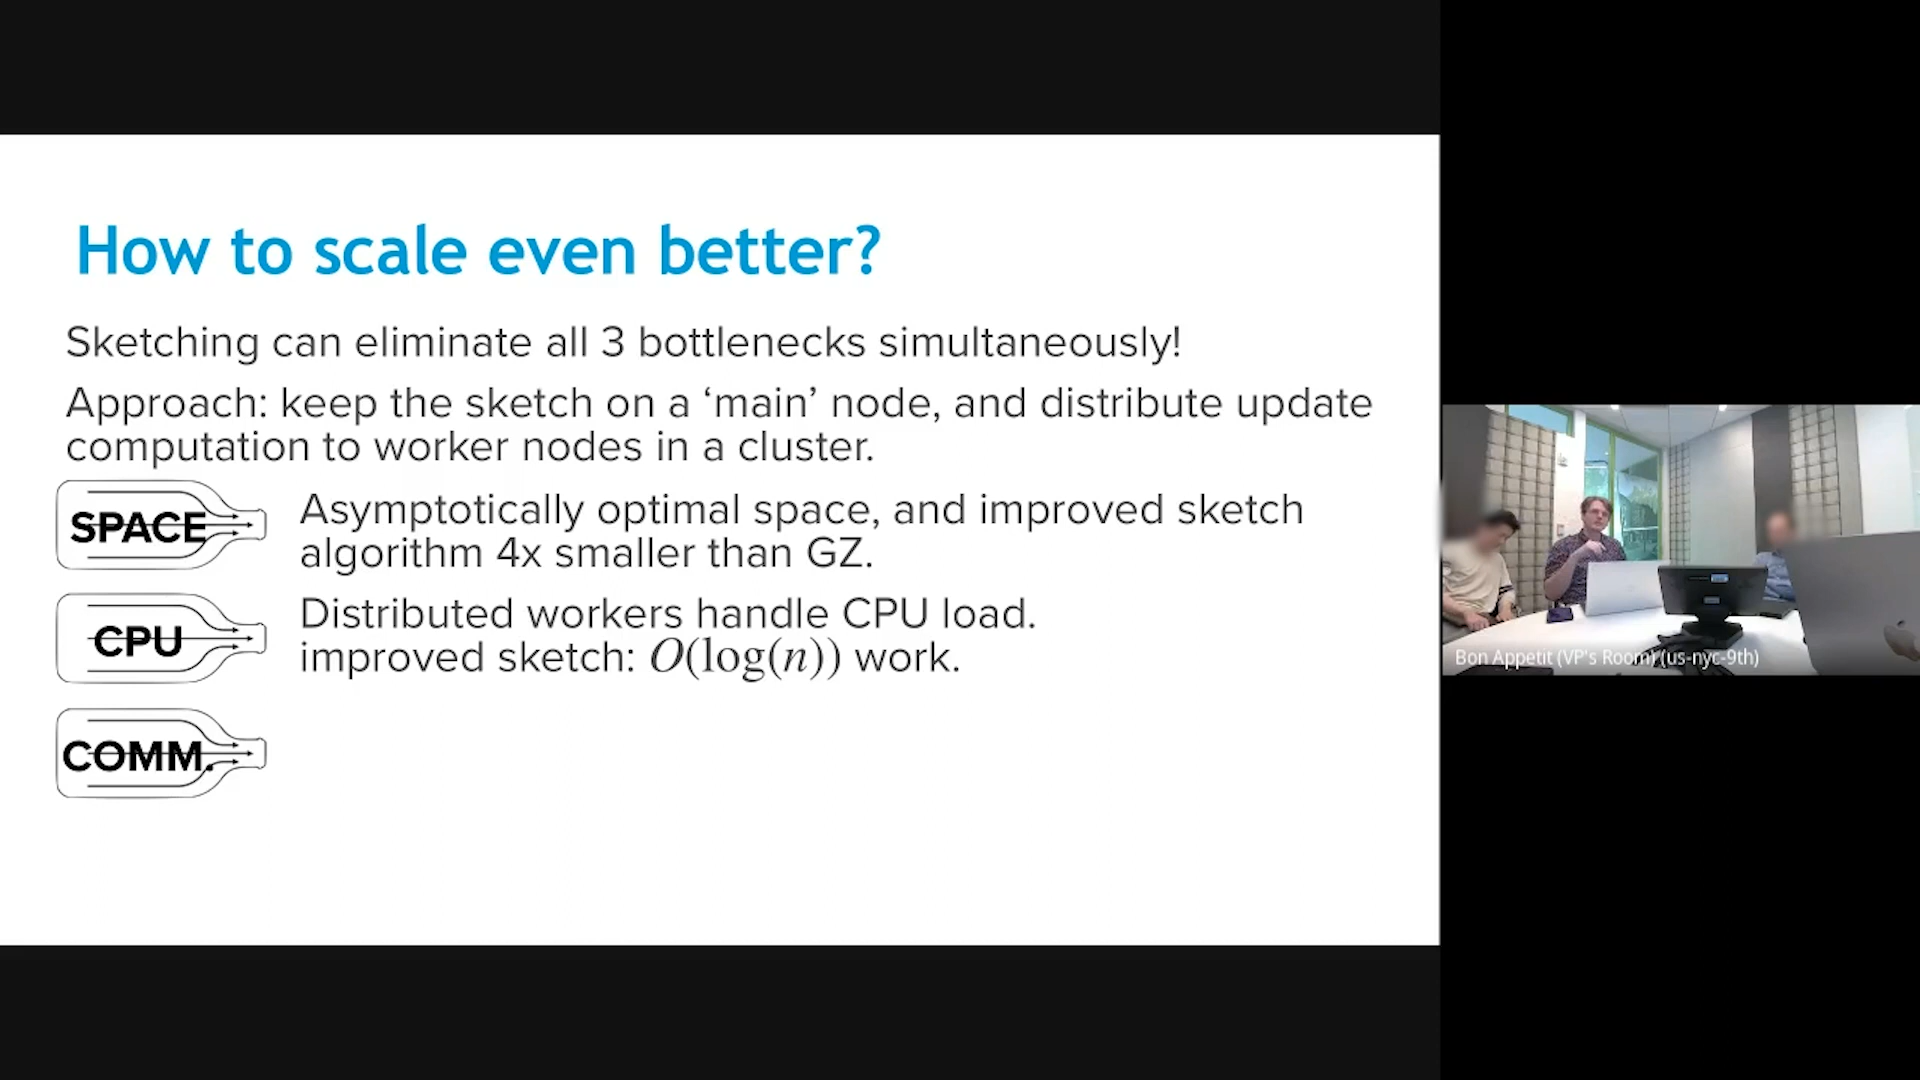 How to scale even better?
Sketching can eliminate all 3 bottlenecks simultaneously!
Approach: keep the sketch on a ‘main’ node, and distribute update
computation to worker nodes in a cluster.
SPACE
Asymptotically optimal space, and improved sketch
algorithm 4x smaller than GZ.
CPU
Distributed workers handle CPU load.
improved sketch: O(log(n)) work.
COMM.
Bon Appetit (VP's Room) (us-nyc-9th)